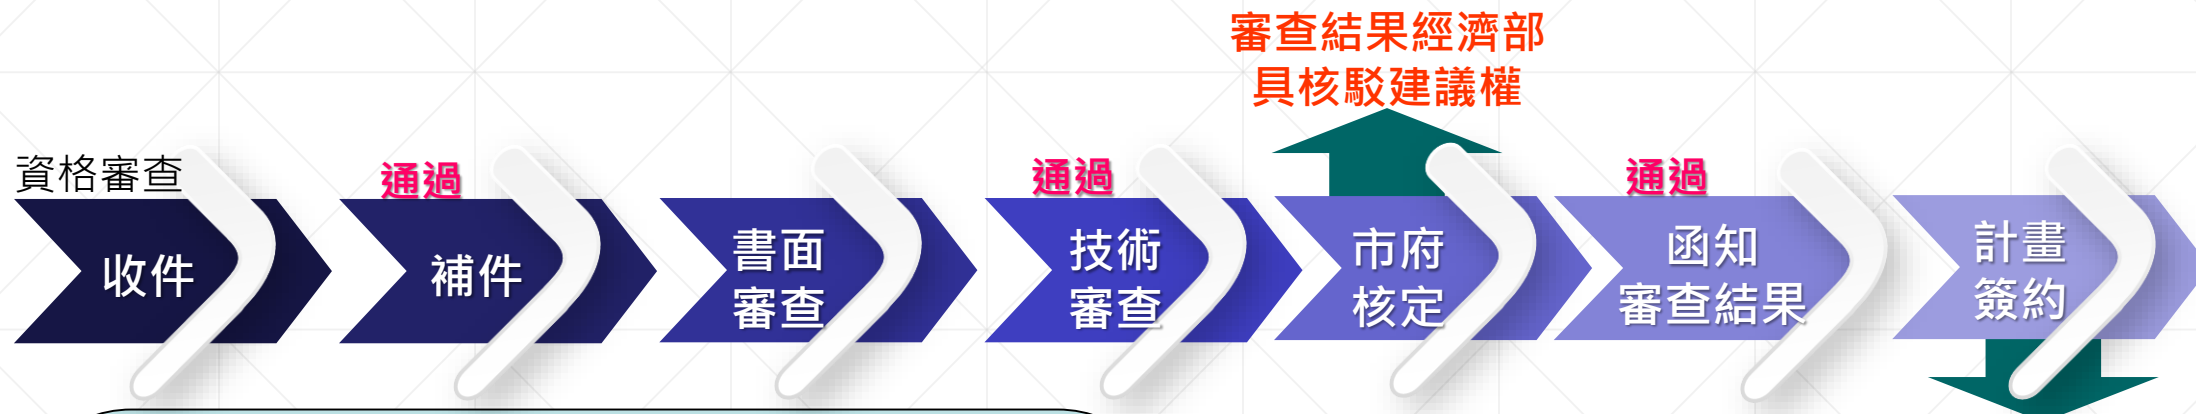 審查結果經濟部
具核駁建議權
資格審查
通過
通過
通過
收件
補件
書面
審查
技術
審查
市府
核定
函知
審查結果
計畫
簽約